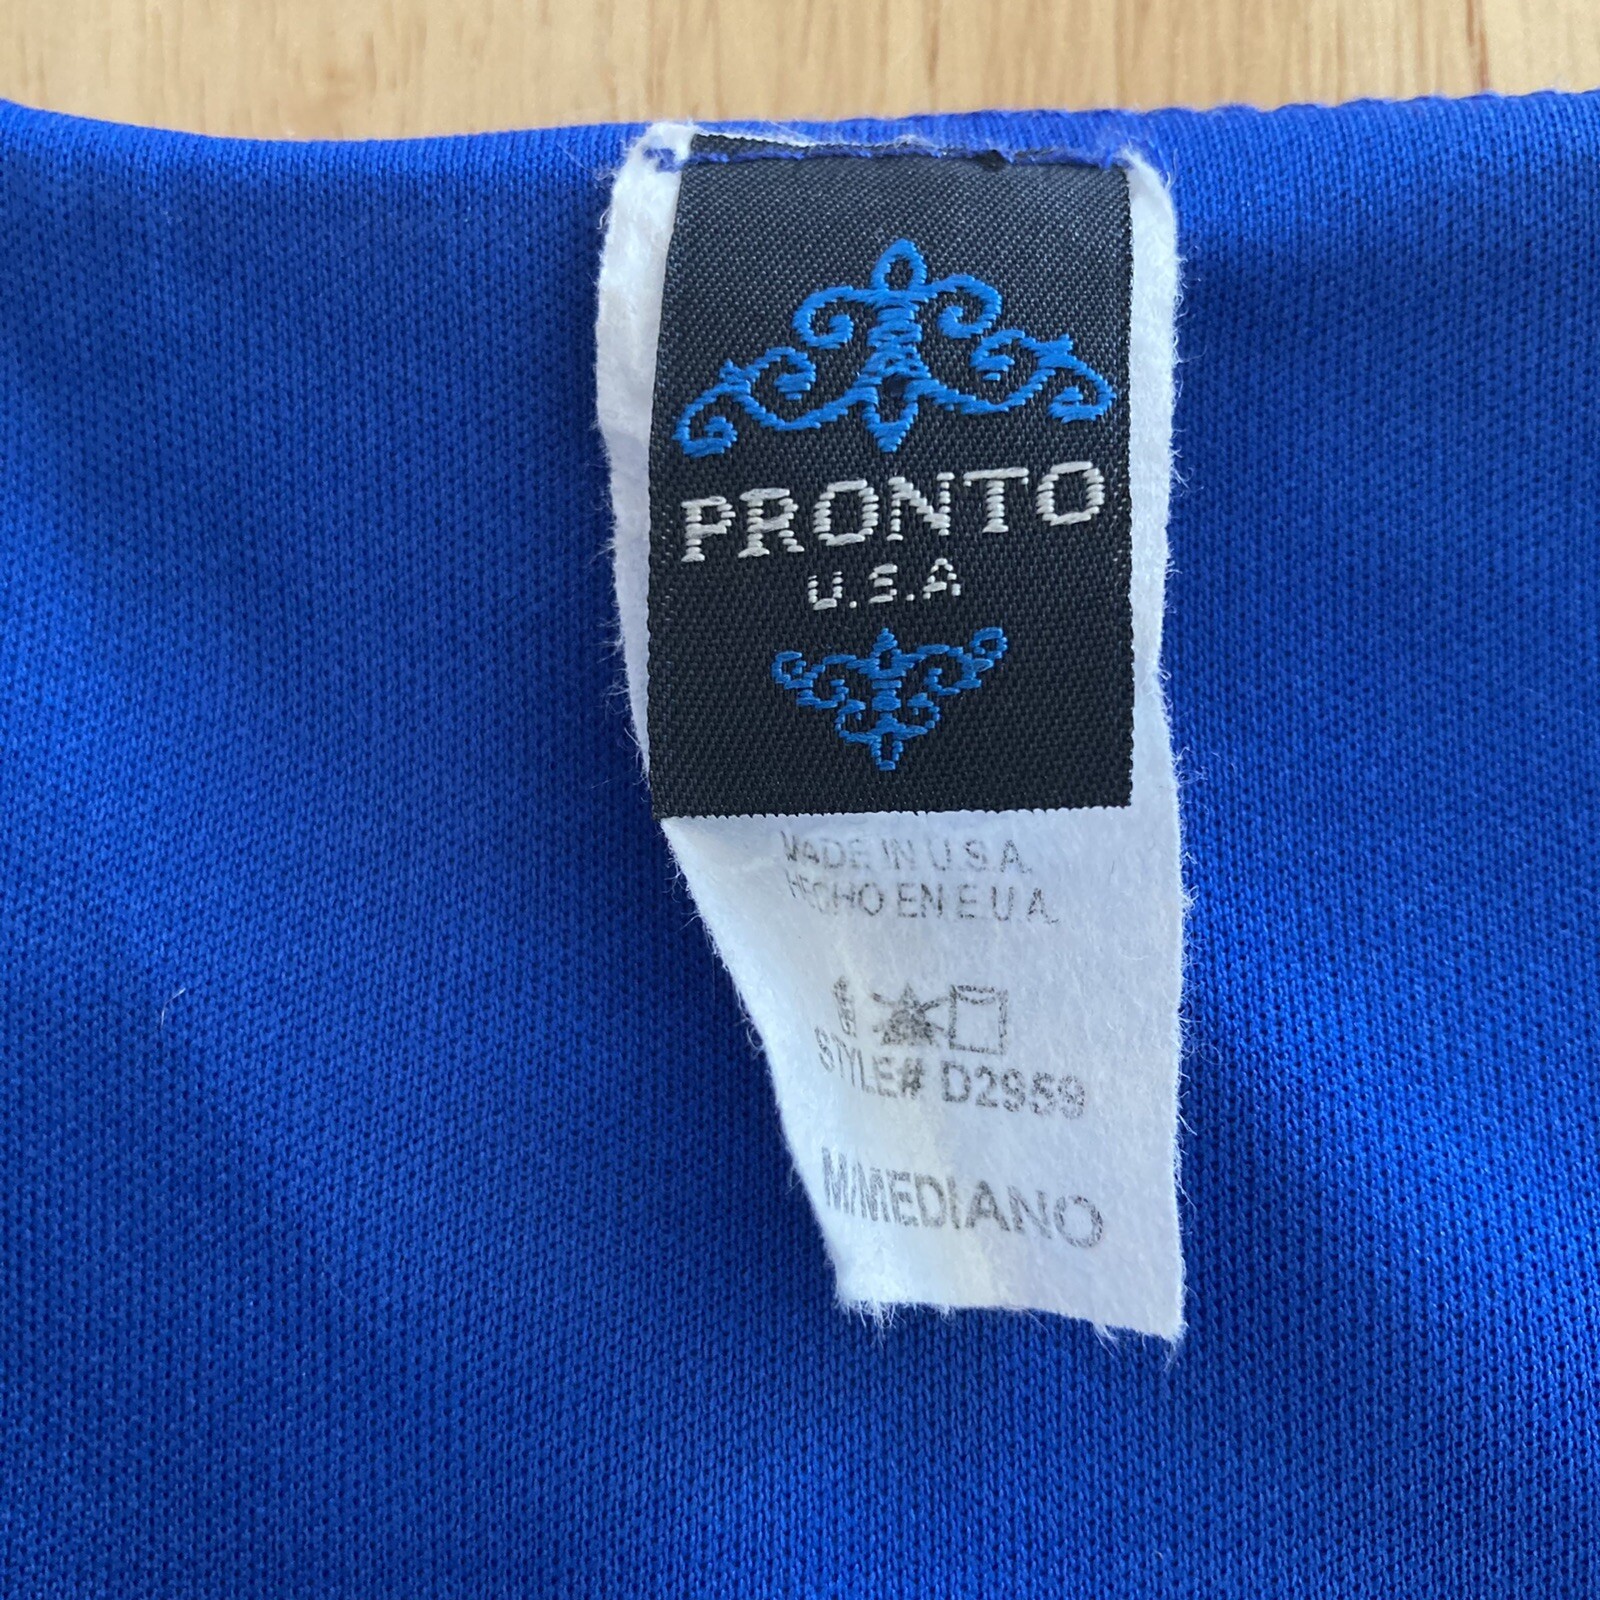 PRONTO
U.S.A
MADE IN U.S.A.
HECHO EN E.U.A.
STYLE# D2959
M/MEDIANO